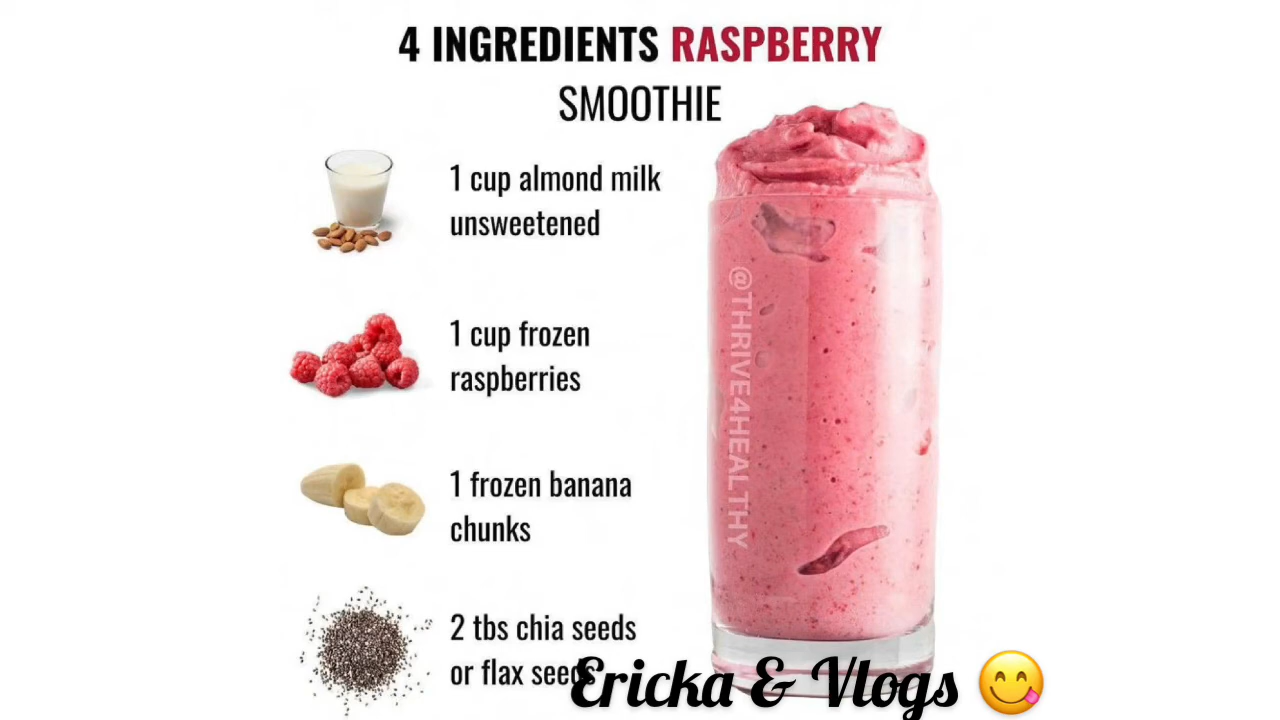 4 INGREDIENTS RASPBERRY
SMOOTHIE
1 cup almond milk
unsweetened
1 cup frozen
raspberries
1 frozen banana
chunks
2 tbs chia seeds
or flax seeds
@THRIVE4HEALTHY
Ericka & Vlogs 😋